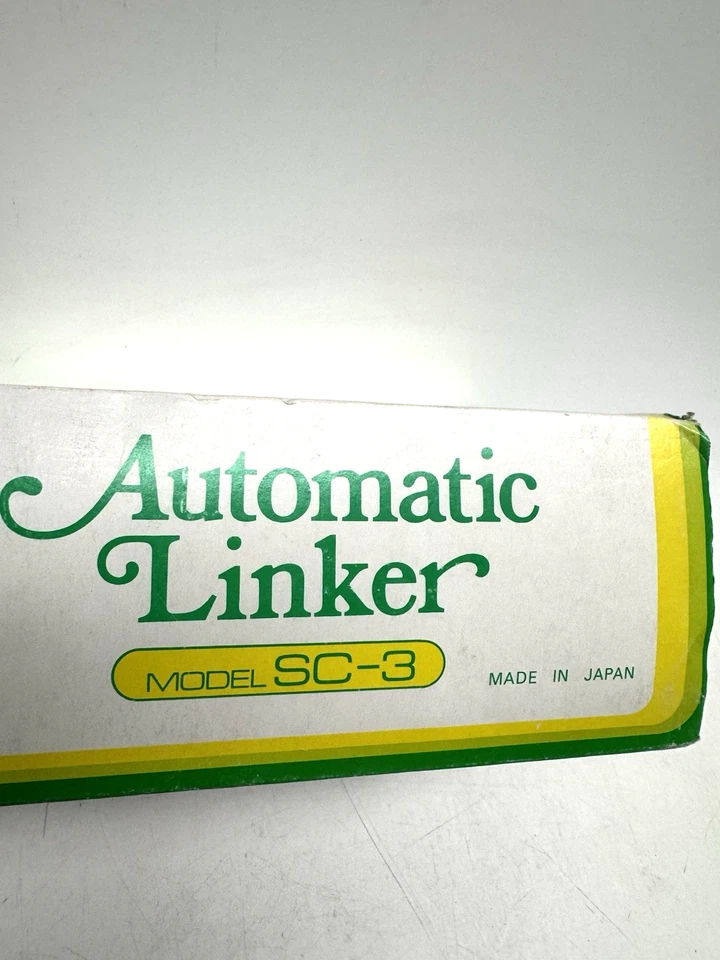 Automatic
Linker
MODEL SC-3
MADE IN JAPAN